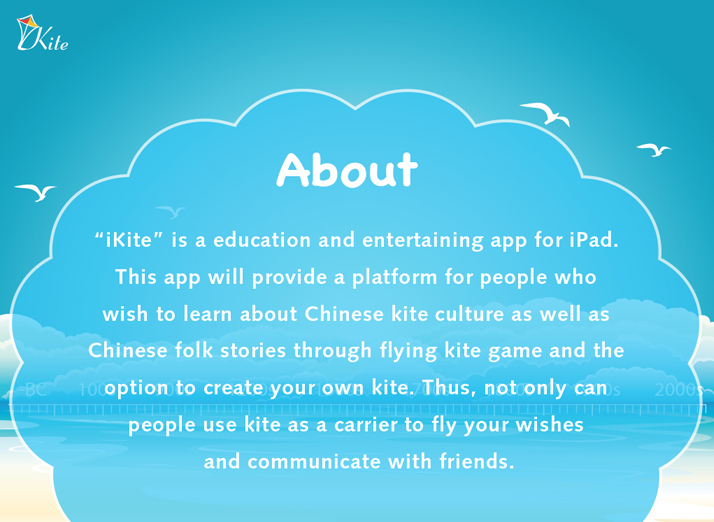 iKite
About
“iKite” is a education and entertaining app for iPad.
This app will provide a platform for people who
wish to learn about Chinese kite culture as well as
Chinese folk stories through flying kite game and the
option to create your own kite. Thus, not only can
people use kite as a carrier to fly your wishes
and communicate with friends.
BC
2000s